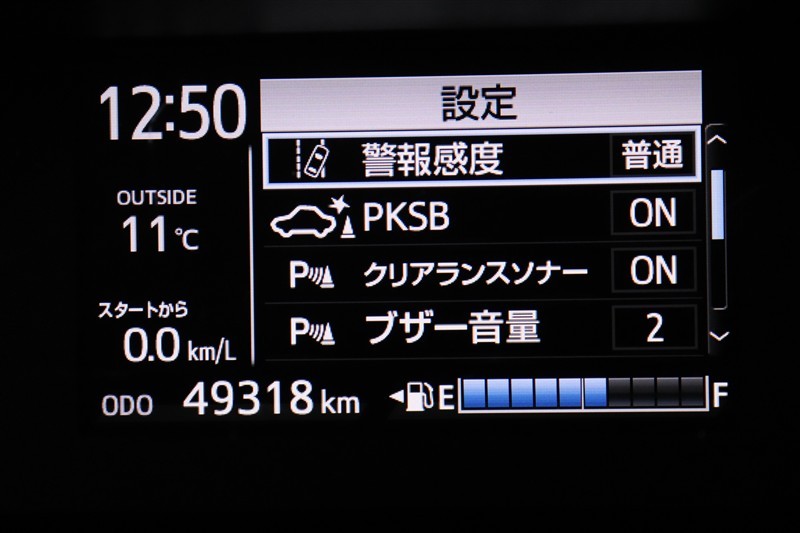 12:50
OUTSIDE
11℃
スタートから
0.0 km/L
設定
警報感度 普通
PKSB ON
クリアランスソナー ON
ブザー音量 2
ODO 49318 km
E F